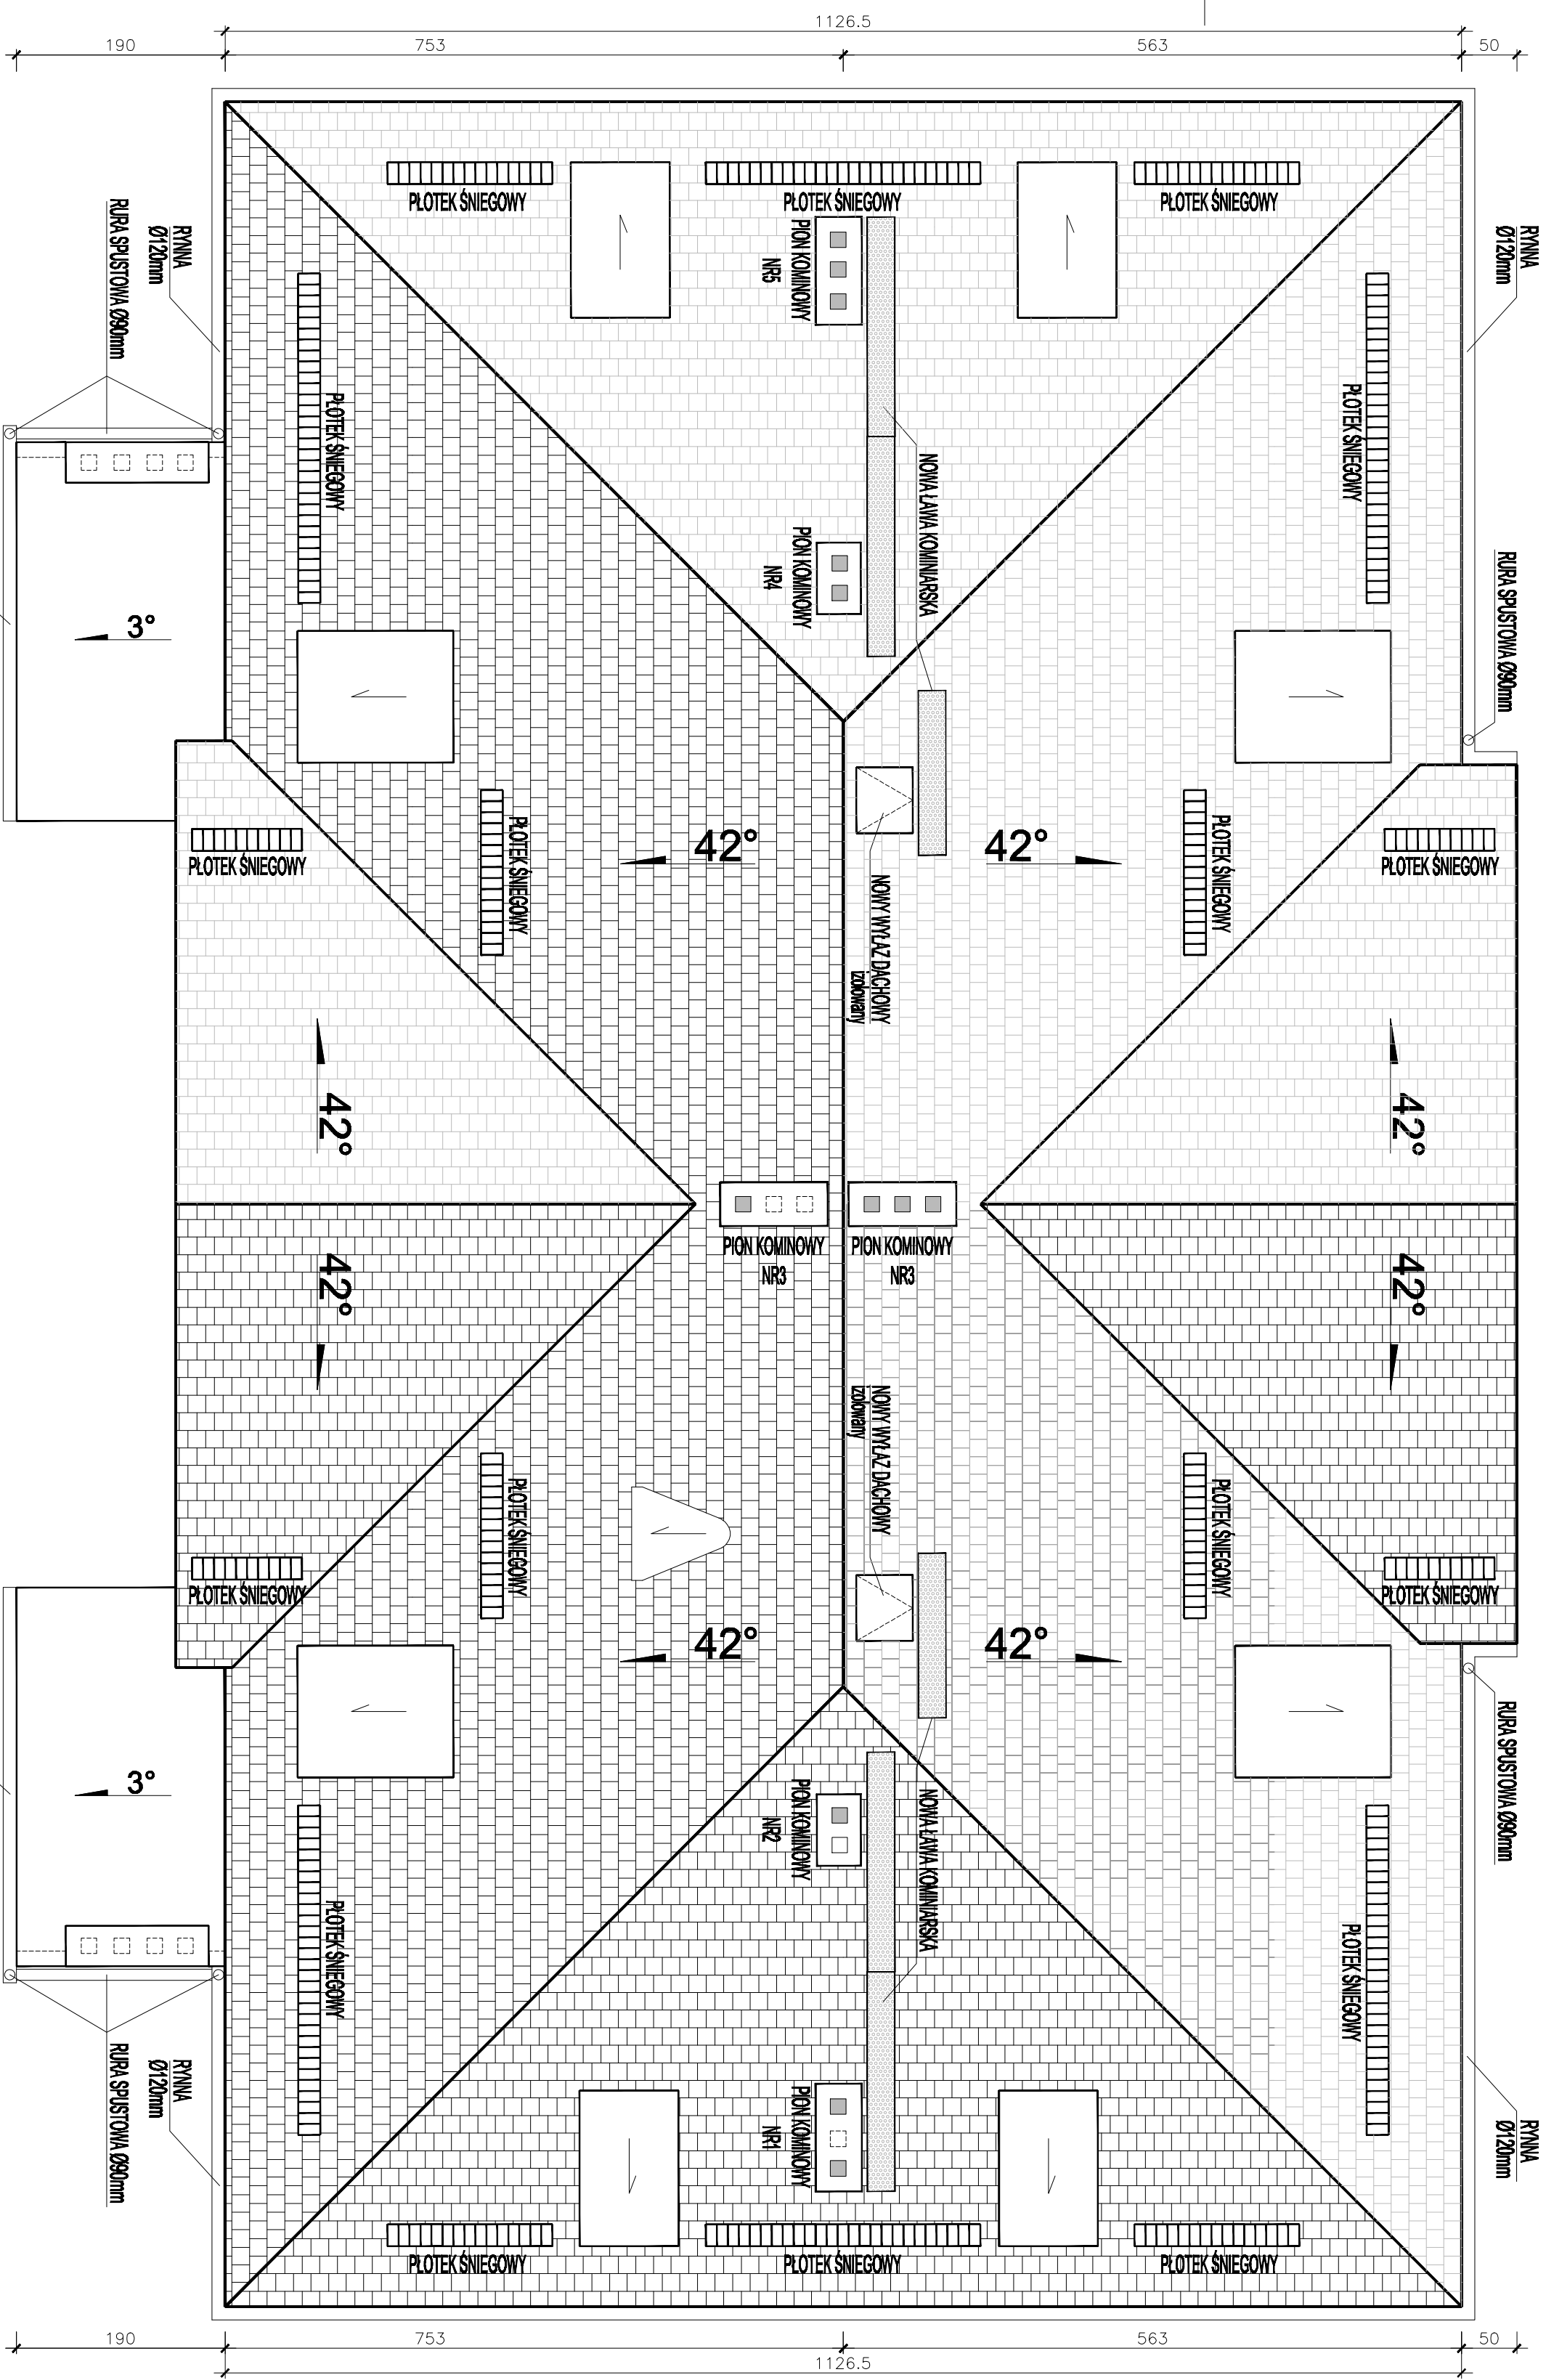 1126.5
190
753
563
50
PŁOTEK ŚNIEGOWY
PŁOTEK ŚNIEGOWY
PŁOTEK ŚNIEGOWY
RYNNA
Ø120mm
RURA SPUSTOWA Ø90mm
RYNNA
Ø120mm
PION KOMINOWY
NR5
PŁOTEK ŚNIEGOWY
PŁOTEK ŚNIEGOWY
NOWA ŁAWA KOMINIARSKA
PION KOMINOWY
NR4
RURA SPUSTOWA Ø90mm
3°
42°
42°
PŁOTEK ŚNIEGOWY
PŁOTEK ŚNIEGOWY
PŁOTEK ŚNIEGOWY
PŁOTEK ŚNIEGOWY
NOWY WYŁAZ DACHOWY
izolowany
42°
42°
PION KOMINOWY
NR3
PION KOMINOWY
NR3
42°
42°
NOWY WYŁAZ DACHOWY
izolowany
PŁOTEK ŚNIEGOWY
PŁOTEK ŚNIEGOWY
PŁOTEK ŚNIEGOWY
PŁOTEK ŚNIEGOWY
42°
42°
RURA SPUSTOWA Ø90mm
3°
PION KOMINOWY
NR2
NOWA ŁAWA KOMINIARSKA
PŁOTEK ŚNIEGOWY
PŁOTEK ŚNIEGOWY
RURA SPUSTOWA Ø90mm
RYNNA
Ø120mm
PION KOMINOWY
NR1
RYNNA
Ø120mm
PŁOTEK ŚNIEGOWY
PŁOTEK ŚNIEGOWY
PŁOTEK ŚNIEGOWY
190
753
563
50
1126.5